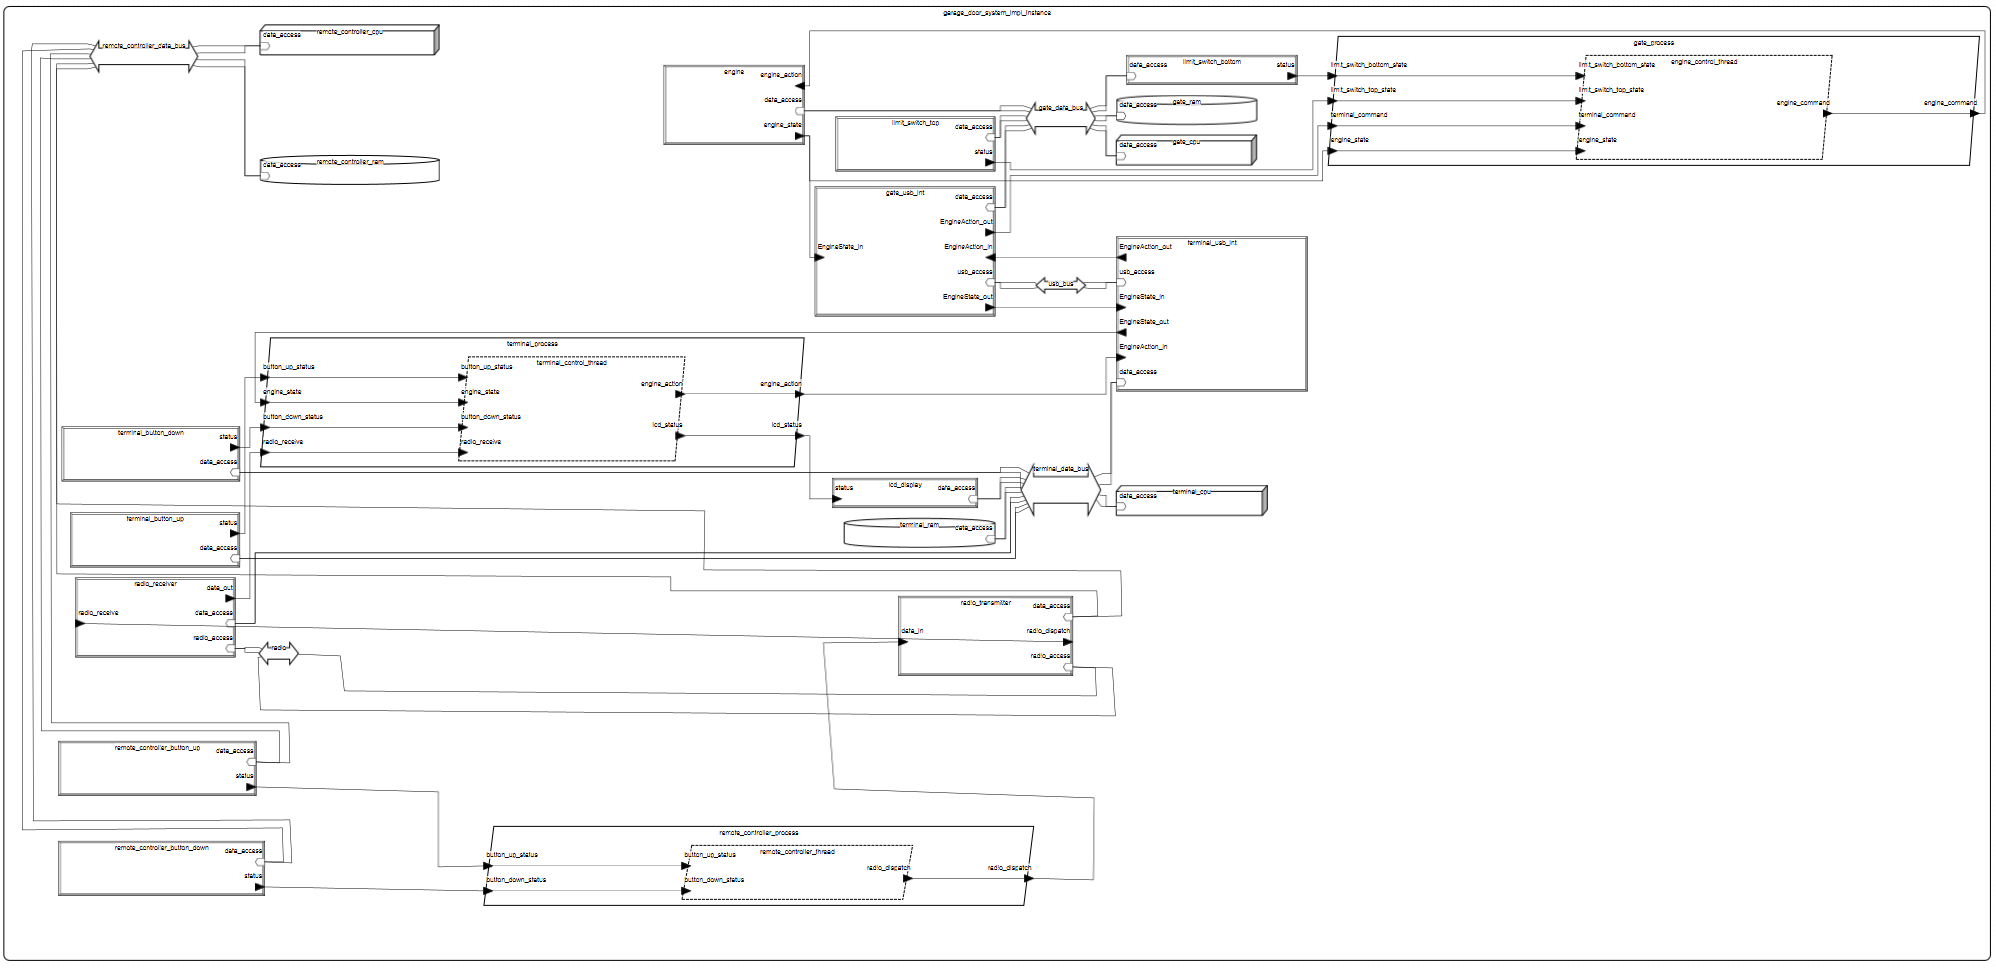 garage_door_system_impl_Instance
remote_controller_data_bus
remote_controller_cpu
data_access
remote_controller_ram
data_access
engine
engine_action
data_access
engine_state
limit_switch_top
data_access
status
gate_data_bus
limit_switch_bottom
data_access
status
gate_ram
data_access
gate_cpu
data_access
gate_process
limit_switch_bottom_state
limit_switch_top_state
terminal_command
engine_state
engine_control_thread
limit_switch_bottom_state
limit_switch_top_state
terminal_command
engine_state
engine_command
engine_command
gate_usb_int
data_access
EngineAction_out
EngineState_in
EngineAction_in
usb_access
EngineState_out
usb_bus
terminal_usb_int
EngineAction_out
usb_access
EngineState_in
EngineState_out
EngineAction_in
data_access
terminal_process
button_up_status
engine_state
button_down_status
radio_receive
terminal_control_thread
button_up_status
engine_state
button_down_status
radio_receive
engine_action
lcd_status
engine_action
lcd_status
terminal_button_down
status
data_access
terminal_data_bus
lcd_display
status
data_access
terminal_cpu
data_access
terminal_ram
data_access
terminal_button_up
status
data_access
radio_receiver
data_out
radio_receive
data_access
radio_access
radio
radio_transmitter
data_access
data_in
radio_dispatch
radio_access
remote_controller_button_up
data_access
status
remote_controller_button_down
data_access
status
remote_controller_process
button_up_status
button_down_status
remote_controller_thread
button_up_status
button_down_status
radio_dispatch
radio_dispatch